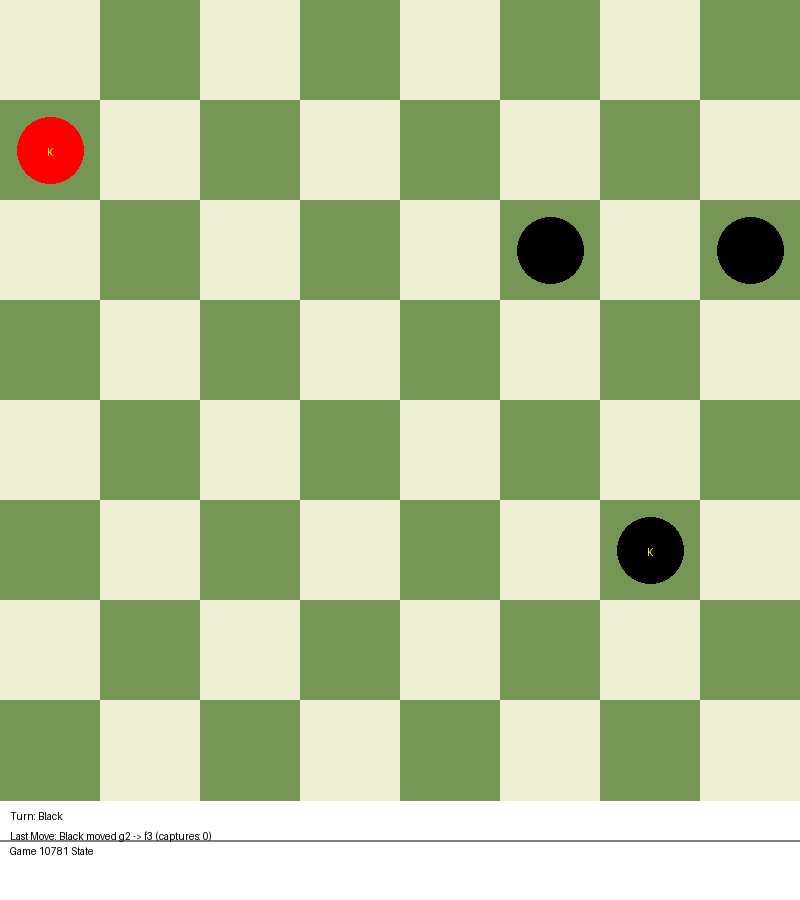 K
K
Turn: Black
Last Move: Black moved g2 -> f3 (captures: 0)
Game 10781 State